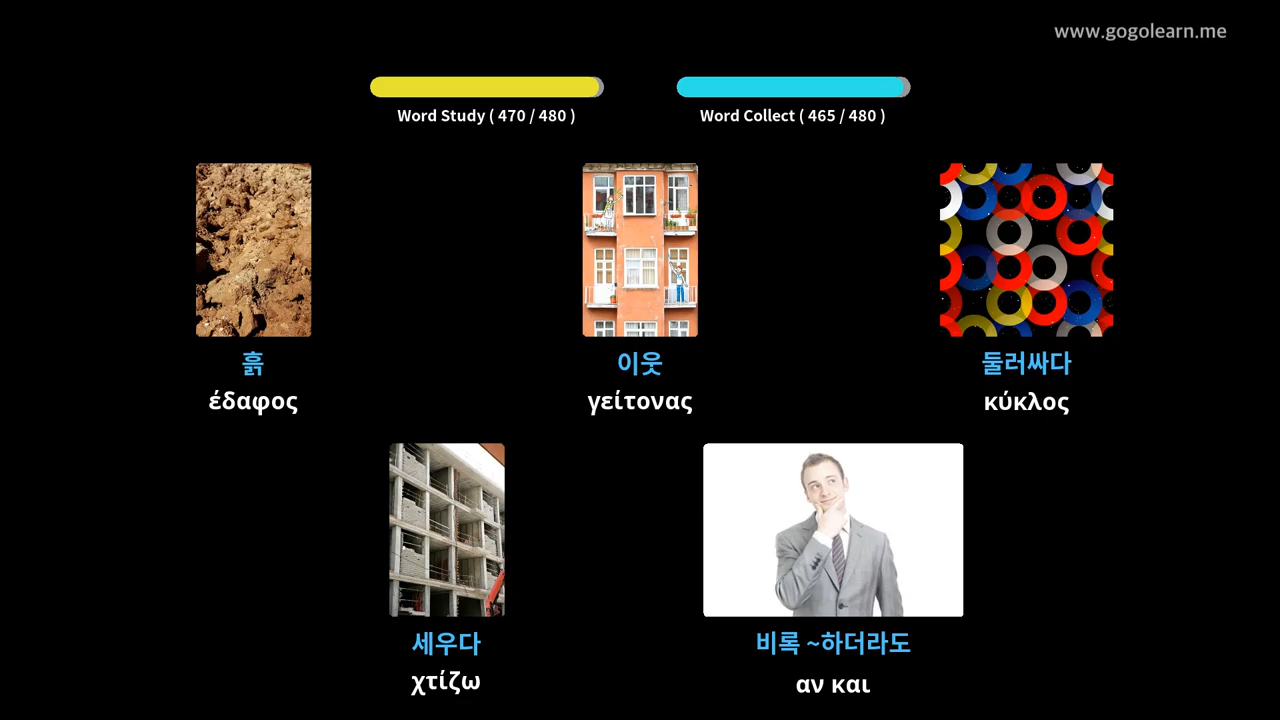 www.gogolearn.me
Word Study ( 470 / 480 )
Word Collect ( 465 / 480 )
흙
έδαφος
이웃
γείτονας
둘러싸다
κύκλος
세우다
χτίζω
비록 ~하더라도
αν και